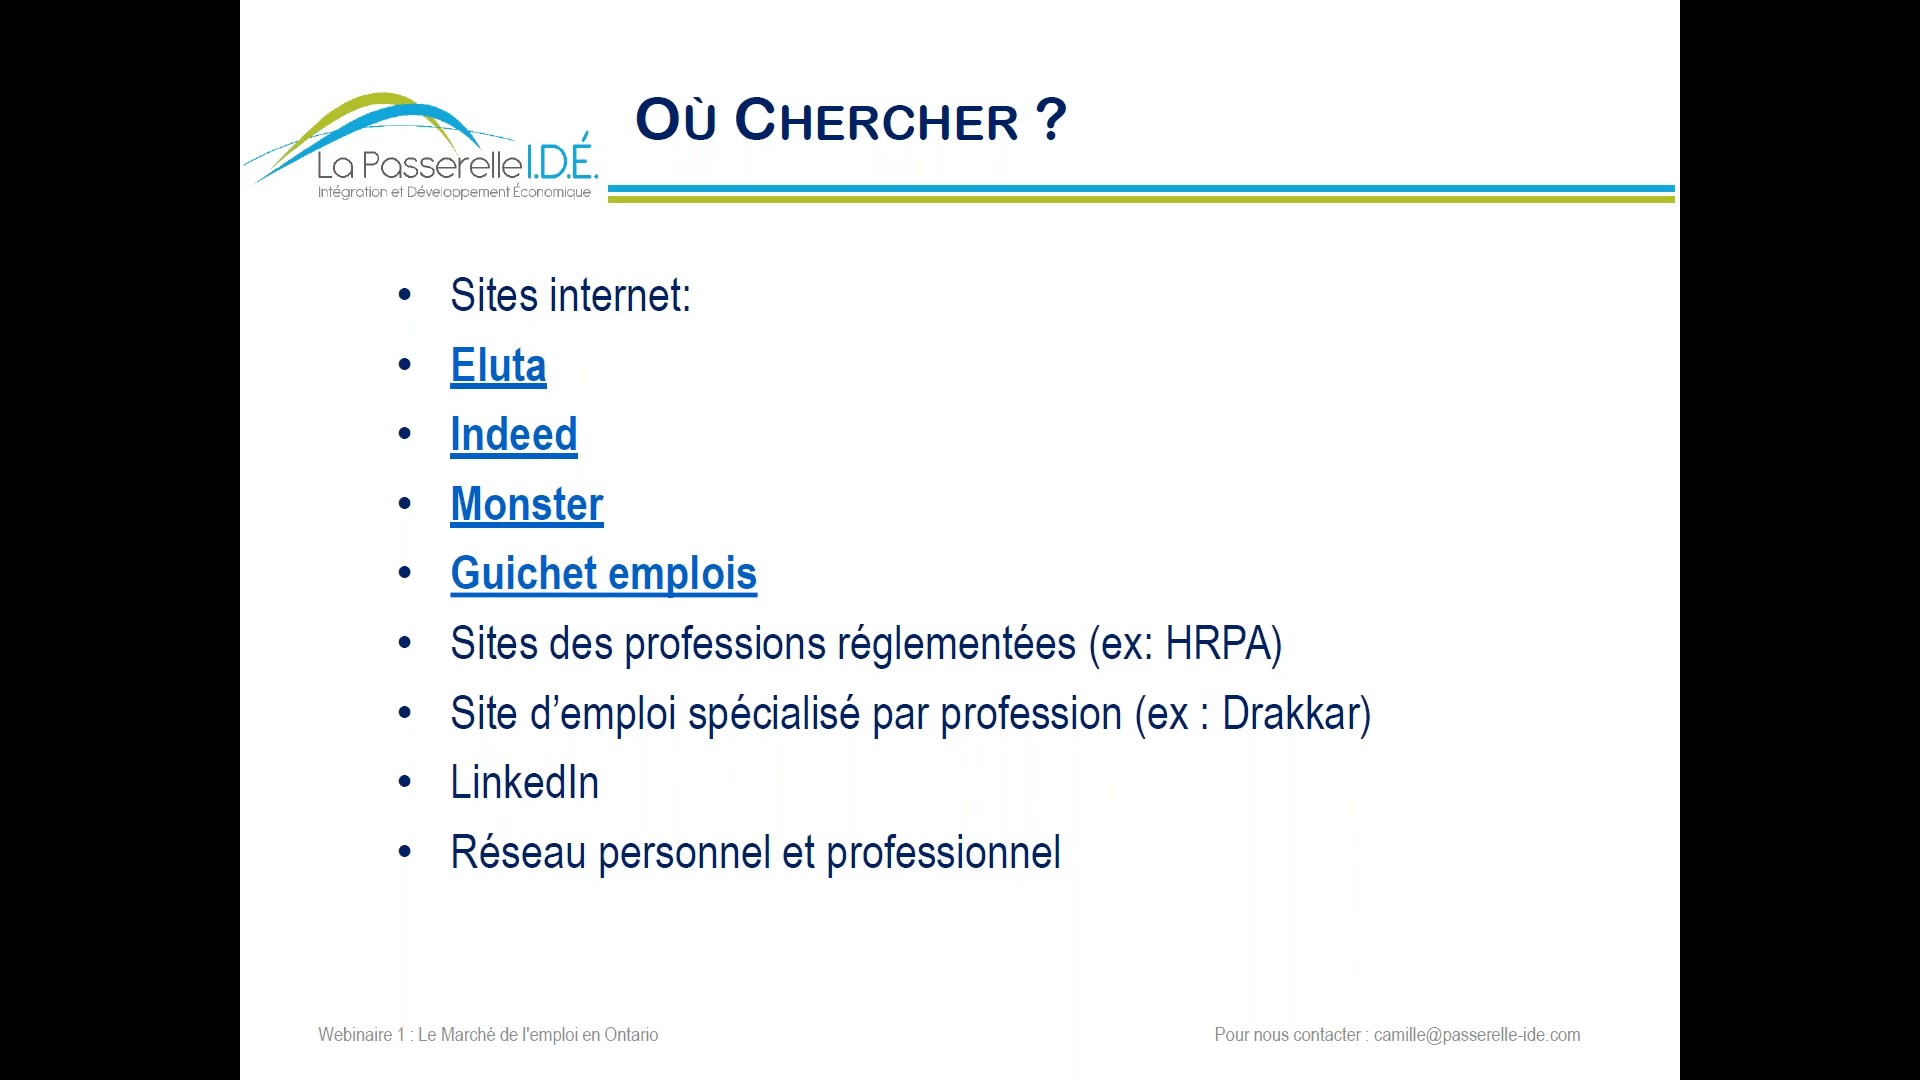 La Passerelle I.D.É.
Intégration et Développement Économique
OÙ CHERCHER ?
• Sites internet:
• Eluta
• Indeed
• Monster
• Guichet emplois
• Sites des professions réglementées (ex: HRPA)
• Site d’emploi spécialisé par profession (ex : Drakkar)
• LinkedIn
• Réseau personnel et professionnel
Webinaire 1 : Le Marché de l'emploi en Ontario
Pour nous contacter : camille@passerelle-ide.com